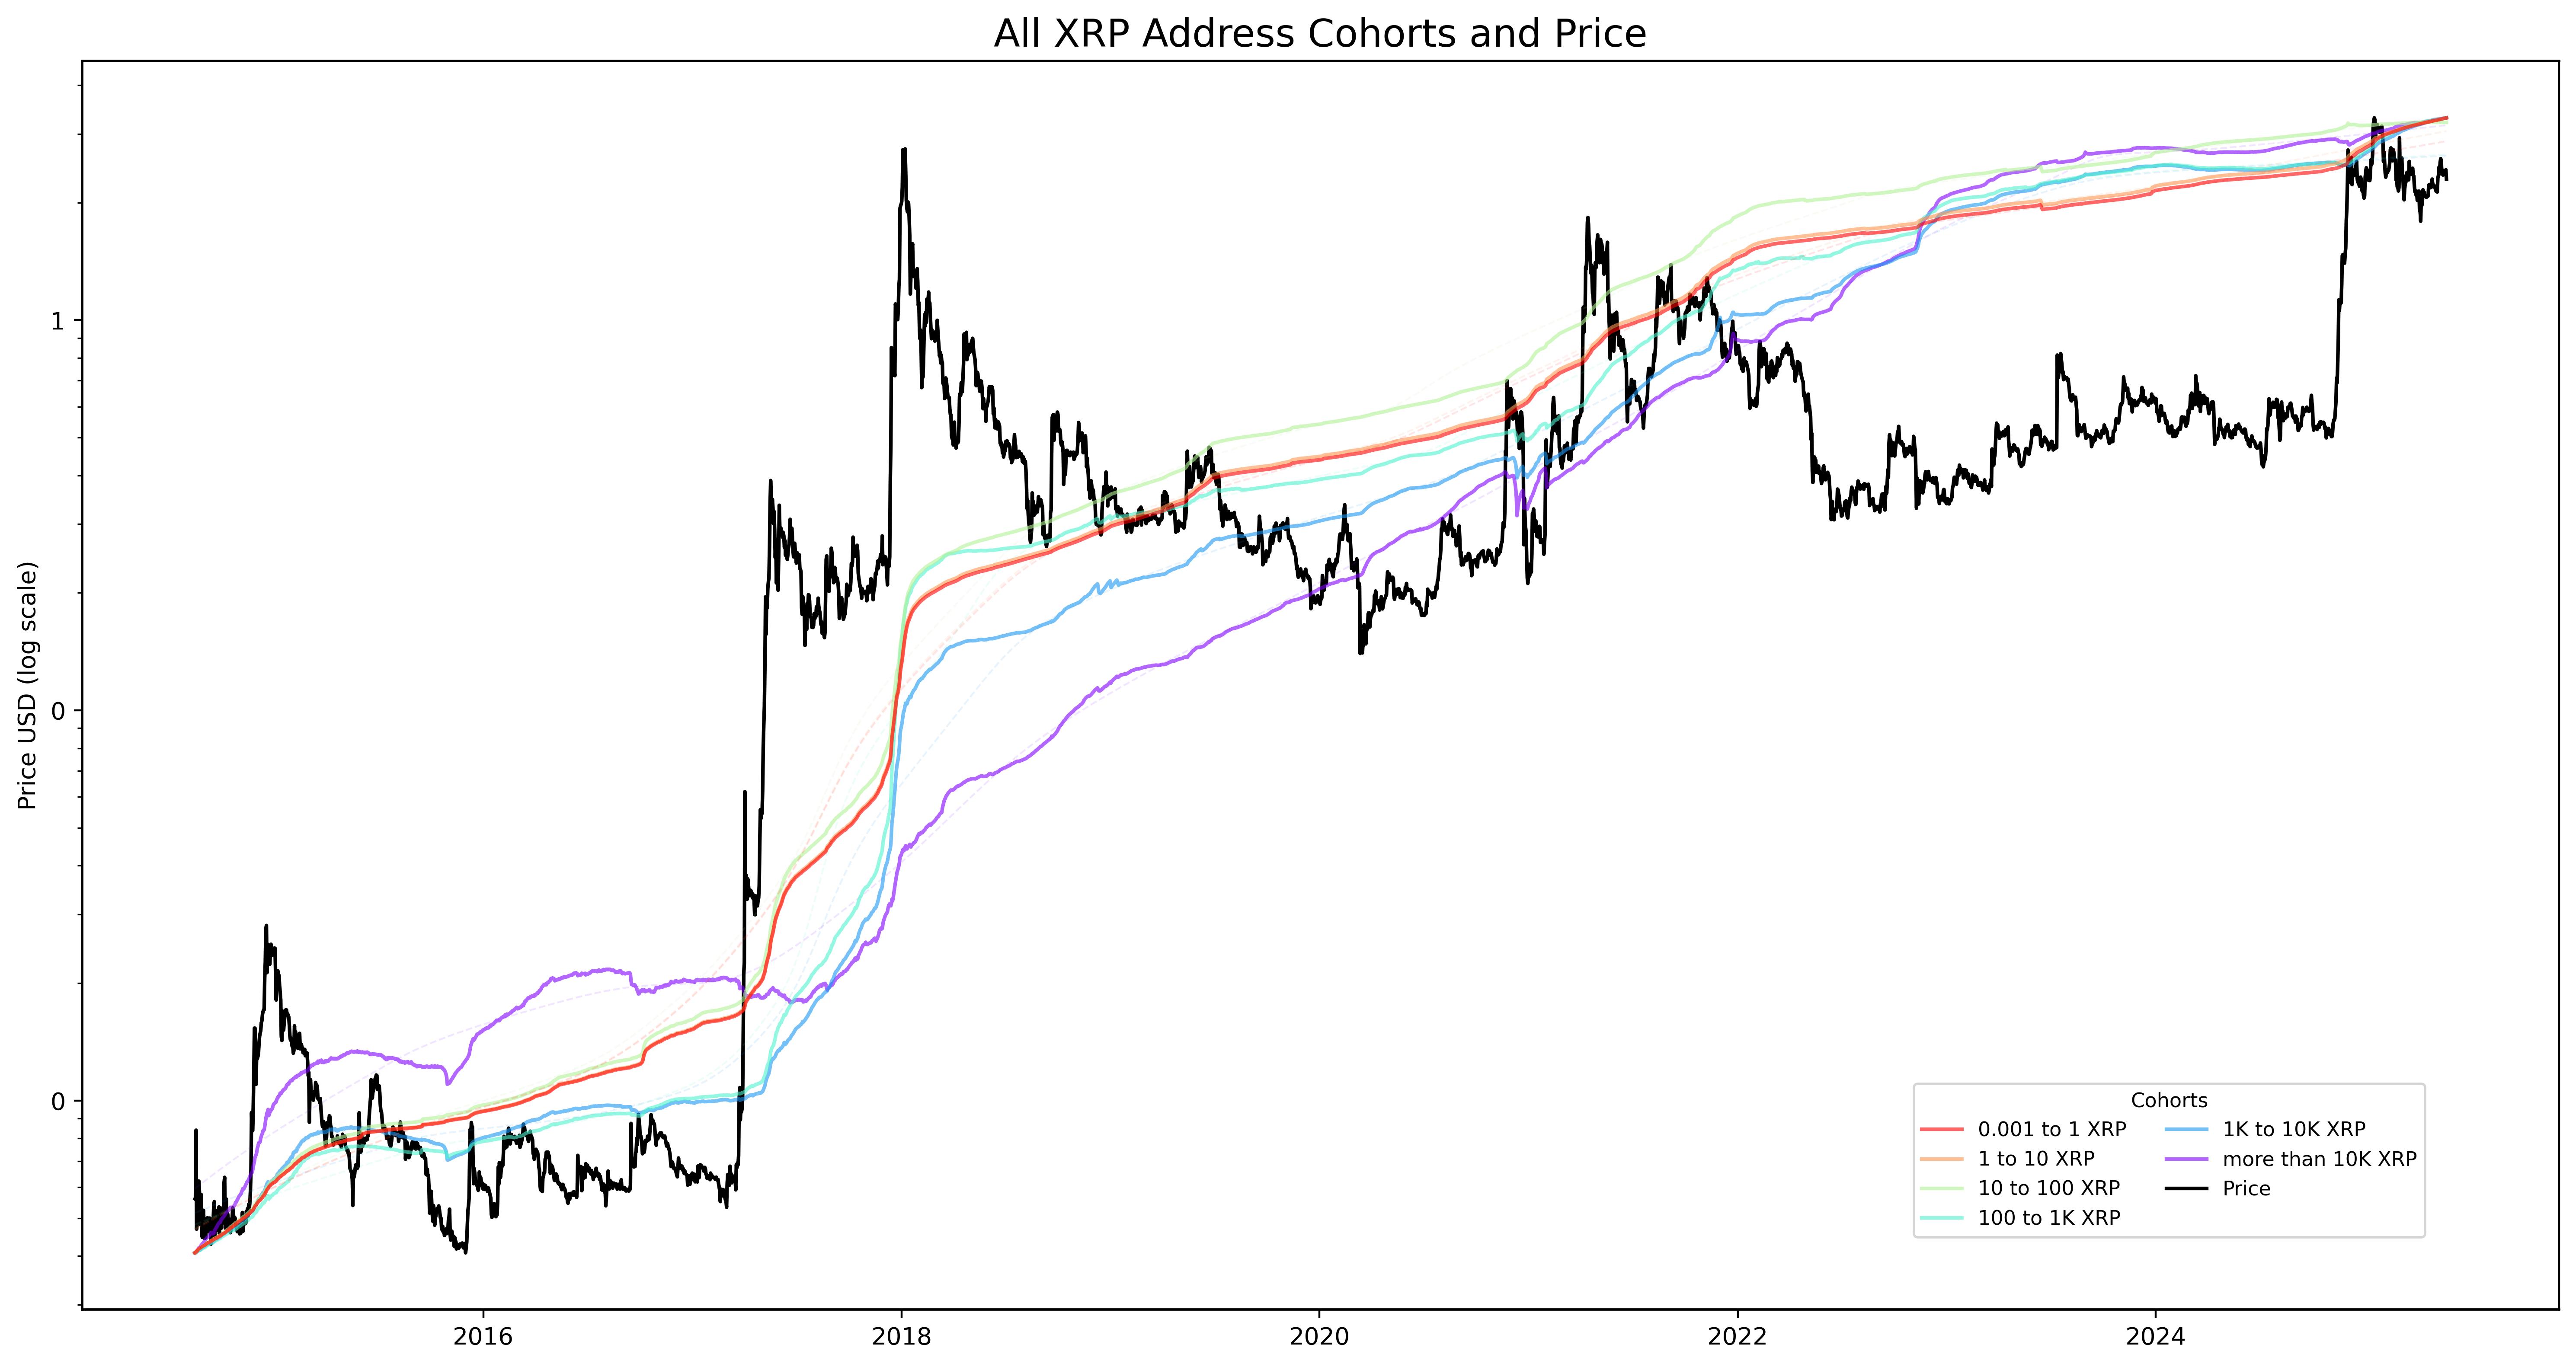 All XRP Address Cohorts and Price
Price USD (log scale)
1
0
0
2016
2018
2020
2022
2024
Cohorts
0.001 to 1 XRP
1 to 10 XRP
10 to 100 XRP
100 to 1K XRP
1K to 10K XRP
more than 10K XRP
Price